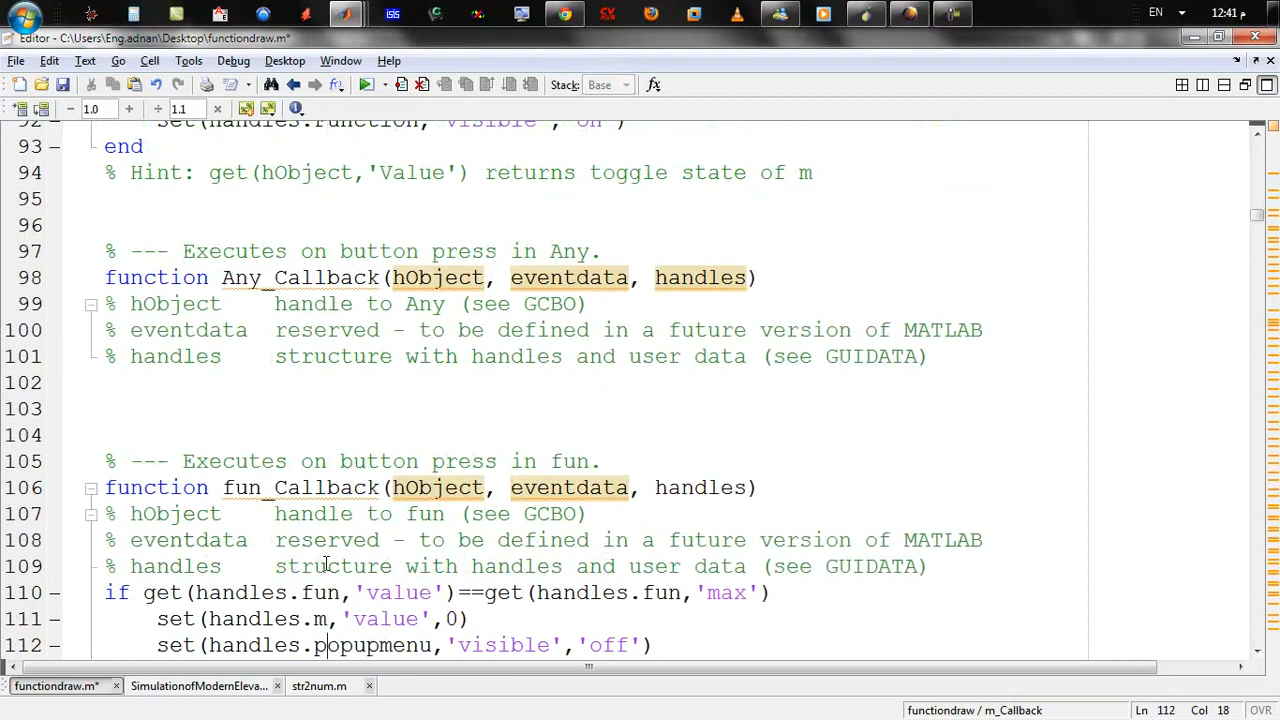 EN
12:41 م
Editor - C:\Users\Eng.adnan\Desktop\functiondraw.m*
File Edit Text Go Cell Tools Debug Desktop Window Help
Stack: Base fx
- 1.0 + ÷ 1.1 ×
92 set(handles.function,'visible','on')
93 end
94 % Hint: get(hObject,'Value') returns toggle state of m
95
96
97 % --- Executes on button press in Any.
98 function Any_Callback(hObject, eventdata, handles)
99 % hObject    handle to Any (see GCBO)
100 % eventdata  reserved - to be defined in a future version of MATLAB
101 % handles    structure with handles and user data (see GUIDATA)
102
103
104
105 % --- Executes on button press in fun.
106 function fun_Callback(hObject, eventdata, handles)
107 % hObject    handle to fun (see GCBO)
108 % eventdata  reserved - to be defined in a future version of MATLAB
109 % handles    structure with handles and user data (see GUIDATA)
110 if get(handles.fun,'value')==get(handles.fun,'max')
111 set(handles.m,'value',0)
112 set(handles.popupmenu,'visible','off')
functiondraw.m* × SimulationofModernEleva... × str2num.m ×
functiondraw / m_Callback Ln 112 Col 18 OVR